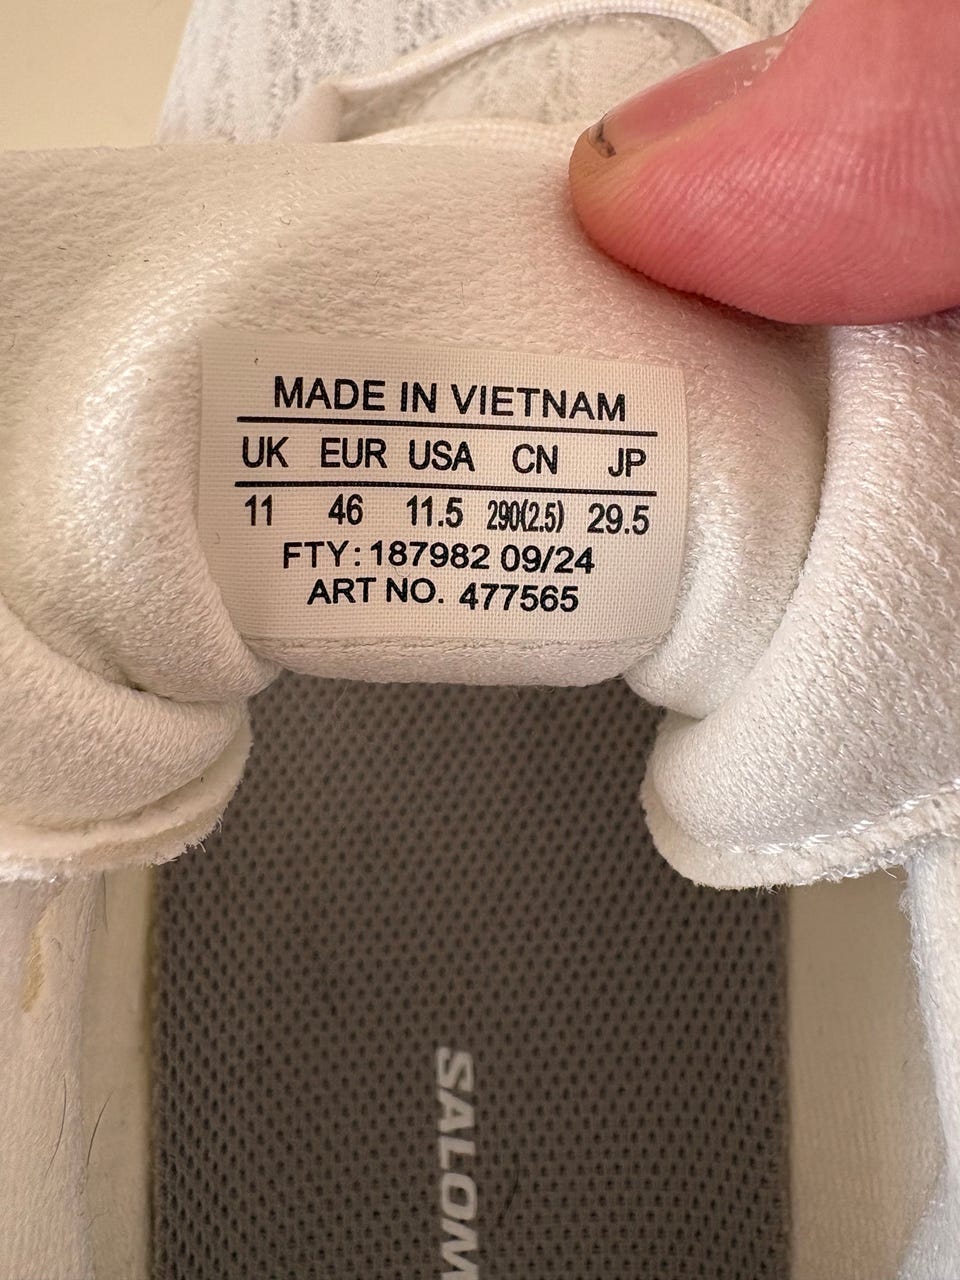 MADE IN VIETNAM
UK EUR USA CN JP
11 46 11.5 290(2.5) 29.5
FTY: 187982 09/24
ART NO. 477565
SALOM